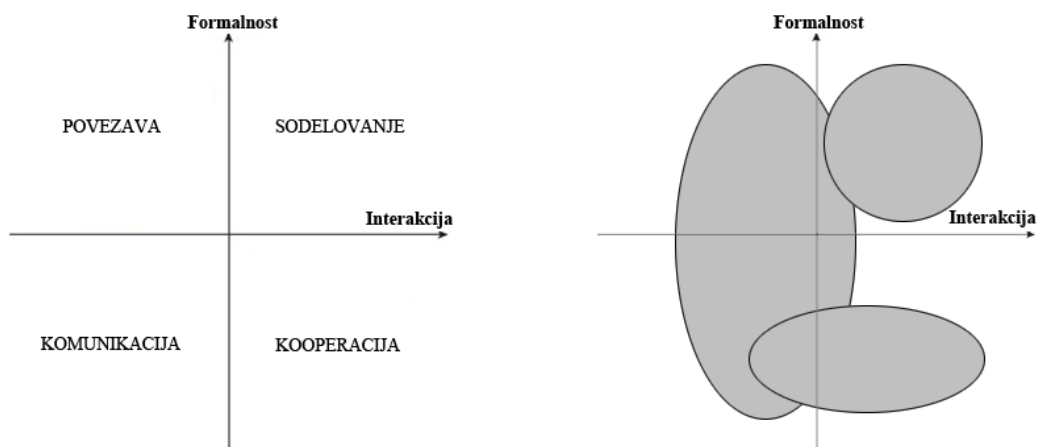 Formalnost
POVEZAVA
SODELOVANJE
Interakcija
KOMUNIKACIJA
KOOPERACIJA
Formalnost
Interakcija